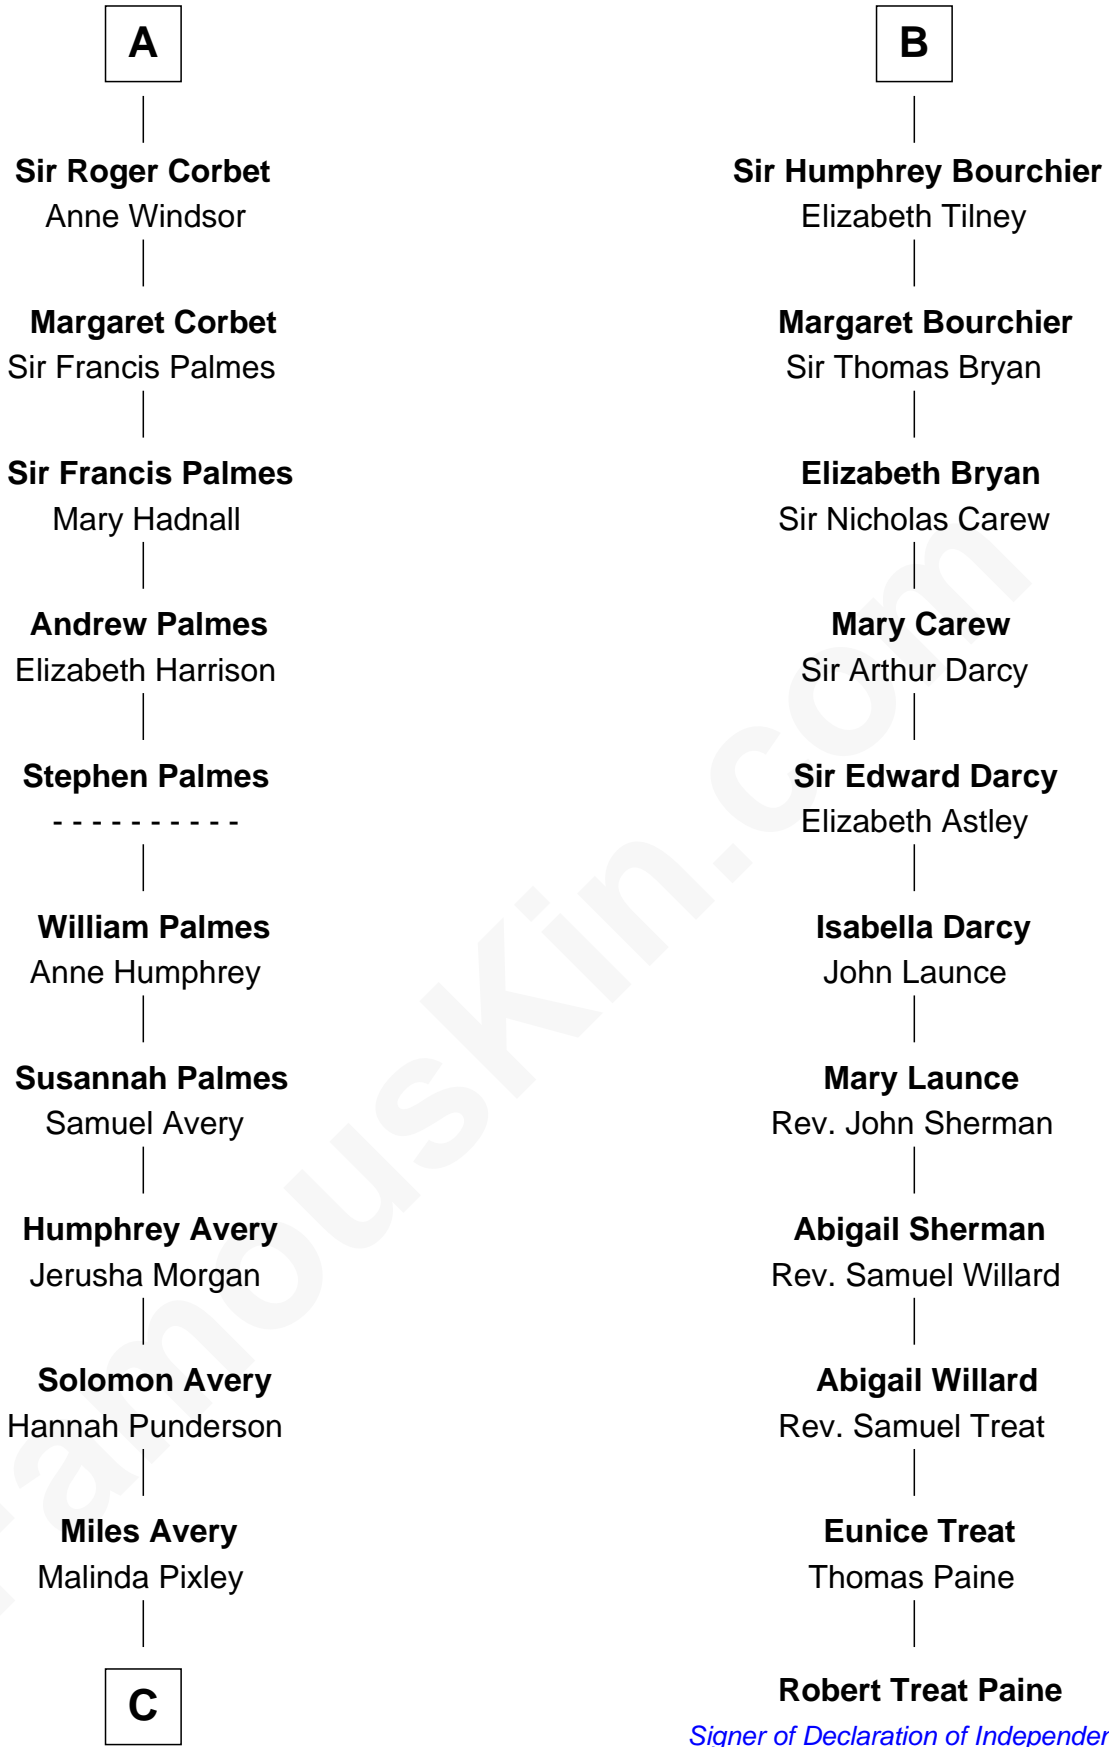 A
Sir Roger Corbet
Anne Windsor
Margaret Corbet
Sir Francis Palmes
Sir Francis Palmes
Mary Hadnall
Andrew Palmes
Elizabeth Harrison
Stephen Palmes
- - - - - - - - - -
William Palmes
Anne Humphrey
Susannah Palmes
Samuel Avery
Humphrey Avery
Jerusha Morgan
Solomon Avery
Hannah Punderson
Miles Avery
Malinda Pixley
C
B
Sir Humphrey Bourchier
Elizabeth Tilney
Margaret Bourchier
Sir Thomas Bryan
Elizabeth Bryan
Sir Nicholas Carew
Mary Carew
Sir Arthur Darcy
Sir Edward Darcy
Elizabeth Astley
Isabella Darcy
John Launce
Mary Launce
Rev. John Sherman
Abigail Sherman
Rev. Samuel Willard
Abigail Willard
Rev. Samuel Treat
Eunice Treat
Thomas Paine
Robert Treat Paine
Signer of Declaration of Independen
FamousKin.com